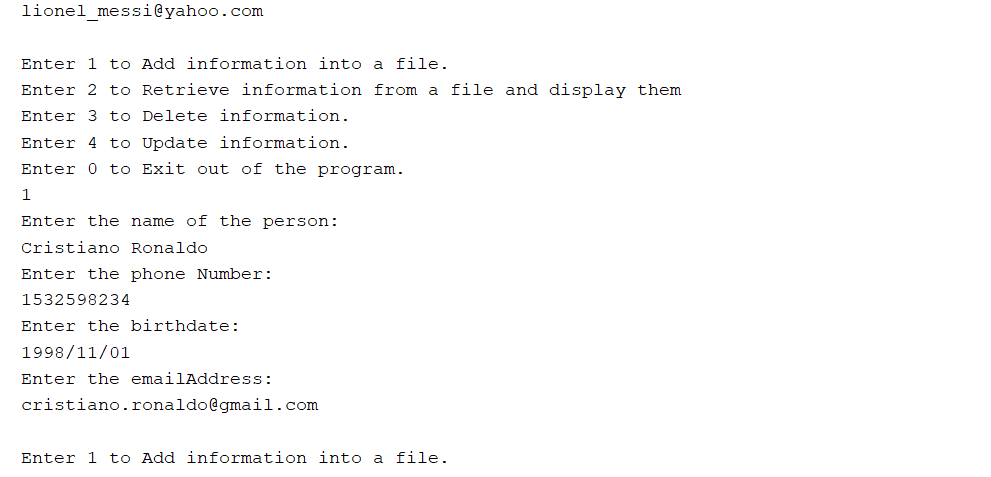 lionel_messi@yahoo.com
Enter 1 to Add information into a file.
Enter 2 to Retrieve information from a file and display them
Enter 3 to Delete information.
Enter 4 to Update information.
Enter 0 to Exit out of the program.
1
Enter the name of the person:
Cristiano Ronaldo
Enter the phone Number:
1532598234
Enter the birthdate:
1998/11/01
Enter the emailAddress:
cristiano.ronaldo@gmail.com
Enter 1 to Add information into a file.